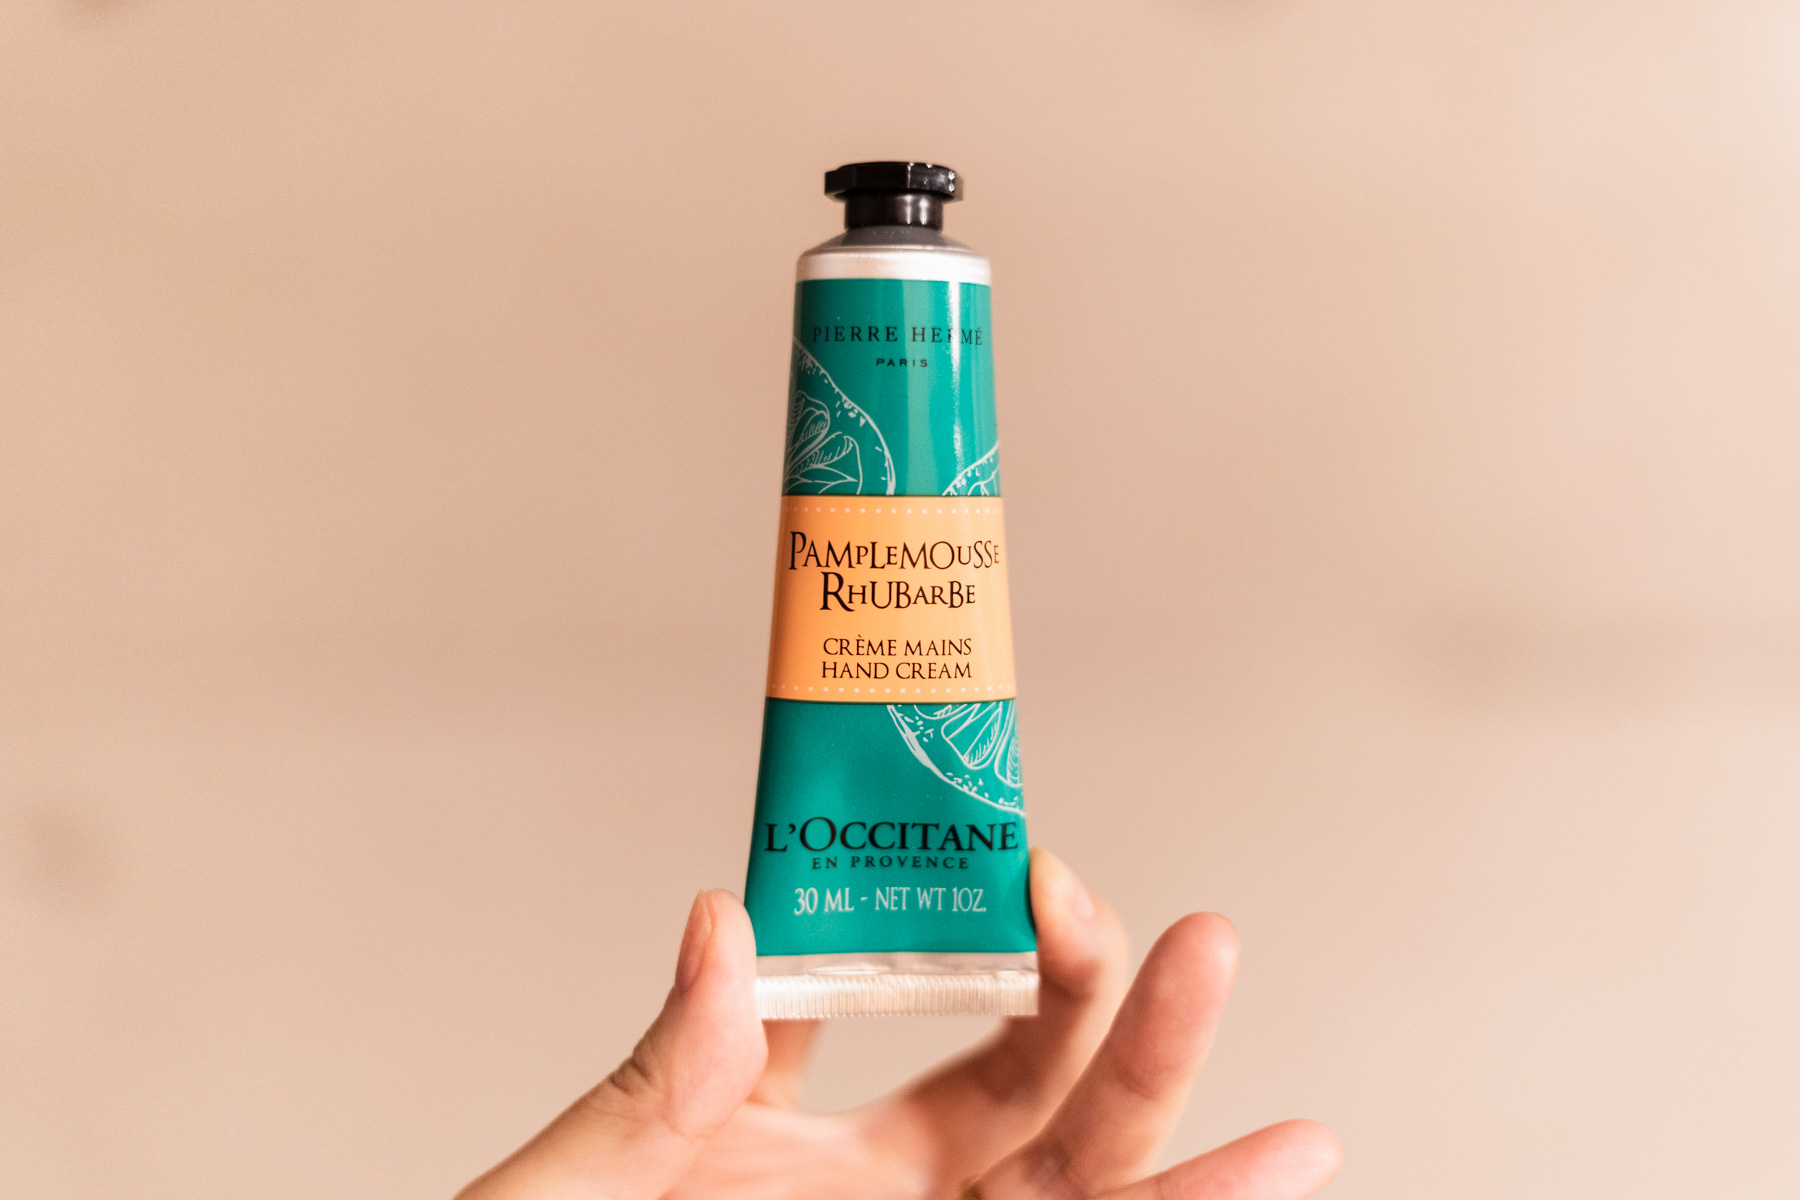 PIERRE HERMÉ
PARIS
PAMPLEMOUSSE
RHUBARBE
CRÈME MAINS
HAND CREAM
L'OCCITANE
EN PROVENCE
30 ML - NET WT 1OZ.